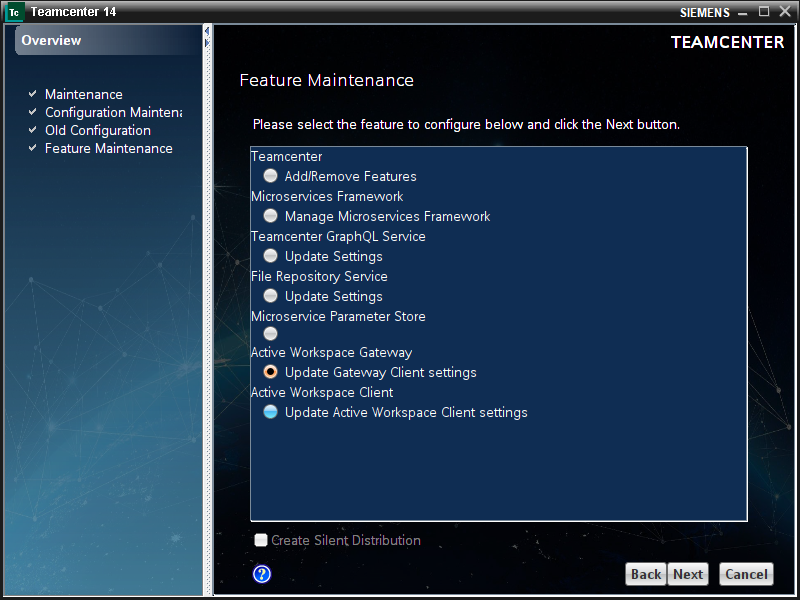 Tc Teamcenter 14
SIEMENS
Overview
Maintenance
Configuration Maintena
Old Configuration
Feature Maintenance
TEAMCENTER
Feature Maintenance
Please select the feature to configure below and click the Next button.
Teamcenter
Add/Remove Features
Microservices Framework
Manage Microservices Framework
Teamcenter GraphQL Service
Update Settings
File Repository Service
Update Settings
Microservice Parameter Store
Active Workspace Gateway
Update Gateway Client settings
Active Workspace Client
Update Active Workspace Client settings
Create Silent Distribution
?
Back Next Cancel